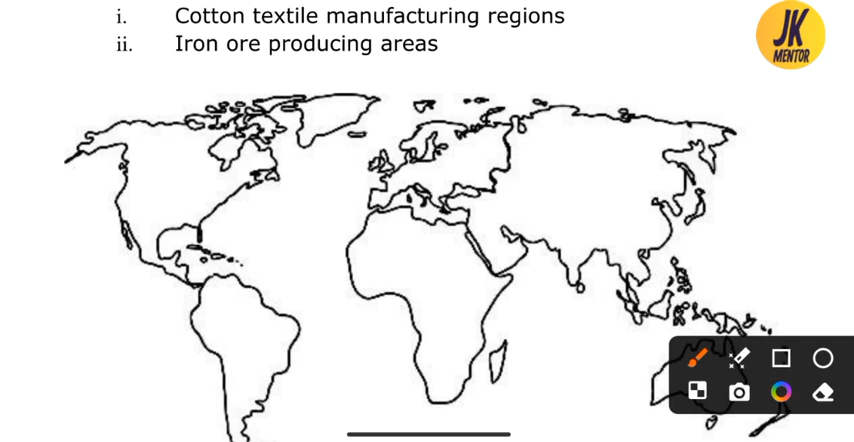 i. Cotton textile manufacturing regions
ii. Iron ore producing areas
JK
MENTOR